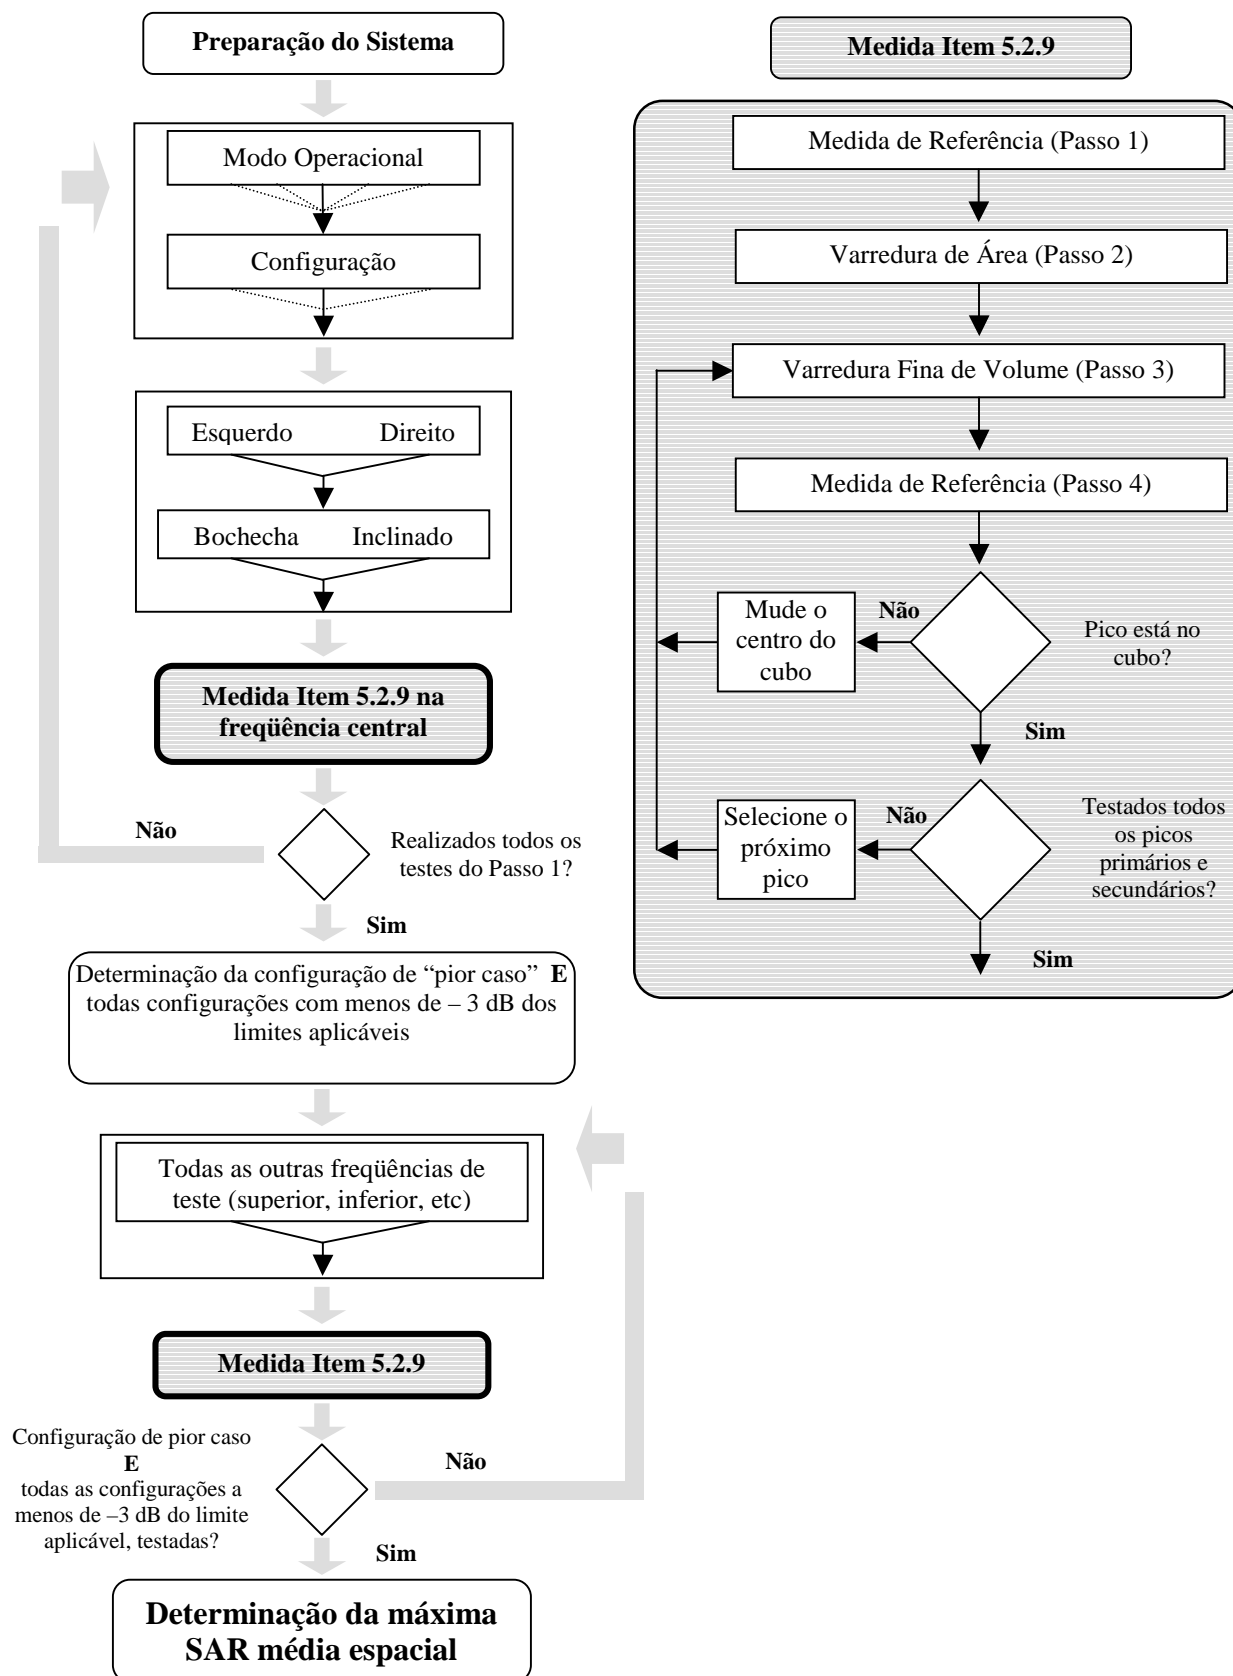 Preparação do Sistema
Modo Operacional
Configuração
Esquerdo Direito
Bochecha Inclinado
Medida Item 5.2.9 na
freqüência central
Não
Realizados todos os
testes do Passo 1?
Sim
Determinação da configuração de “pior caso” E
todas configurações com menos de – 3 dB dos
limites aplicáveis
Todas as outras freqüências de
teste (superior, inferior, etc)
Medida Item 5.2.9
Configuração de pior caso
E
todas as configurações a
menos de –3 dB do limite
aplicável, testadas?
Não
Sim
Determinação da máxima
SAR média espacial
Medida Item 5.2.9
Medida de Referência (Passo 1)
Varredura de Área (Passo 2)
Varredura Fina de Volume (Passo 3)
Medida de Referência (Passo 4)
Mude o
centro do
cubo
Não
Pico está no
cubo?
Sim
Selecione o
próximo
pico
Não
Testados todos
os picos
primários e
secundários?
Sim